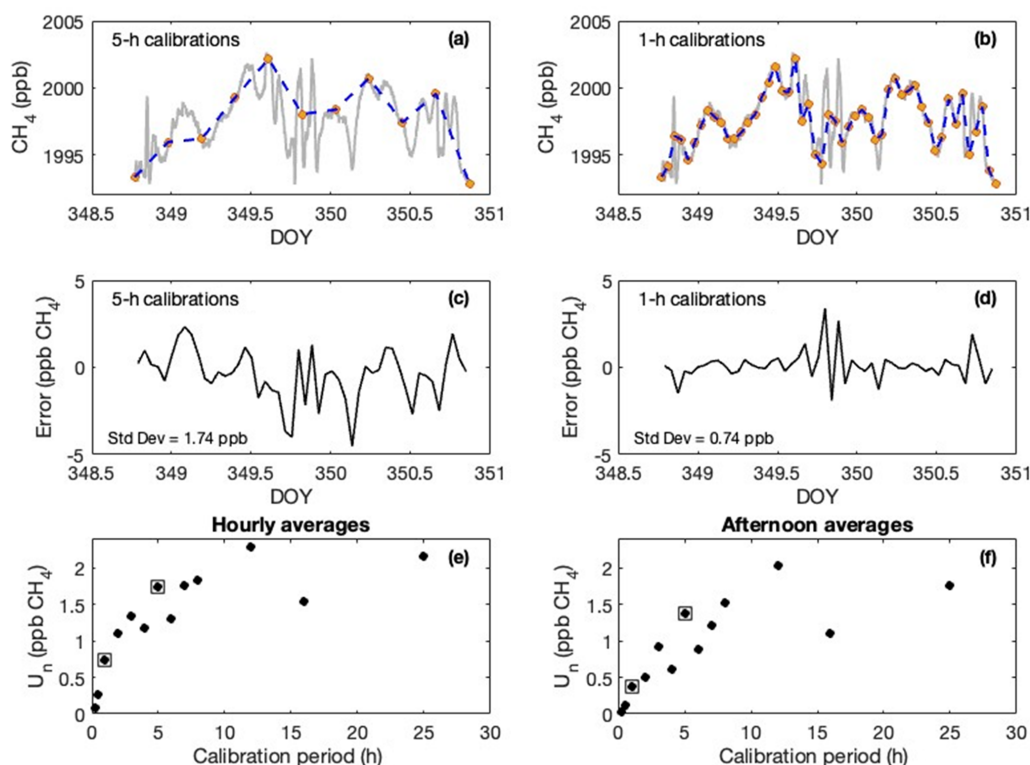 5-h calibrations (a)
CH4 (ppb)
2005
2000
1995
348.5 349 349.5 350 350.5 351
DOY
1-h calibrations (b)
CH4 (ppb)
2005
2000
1995
348.5 349 349.5 350 350.5 351
DOY
5-h calibrations (c)
Error (ppb CH4)
5
0
-5
Std Dev = 1.74 ppb
348.5 349 349.5 350 350.5 351
DOY
1-h calibrations (d)
Error (ppb CH4)
5
0
-5
Std Dev = 0.74 ppb
348.5 349 349.5 350 350.5 351
DOY
Hourly averages
(e)
Un (ppb CH4)
2
1.5
1
0.5
0
0 5 10 15 20 25 30
Calibration period (h)
Afternoon averages
(f)
Un (ppb CH4)
2
1.5
1
0.5
0
0 5 10 15 20 25 30
Calibration period (h)